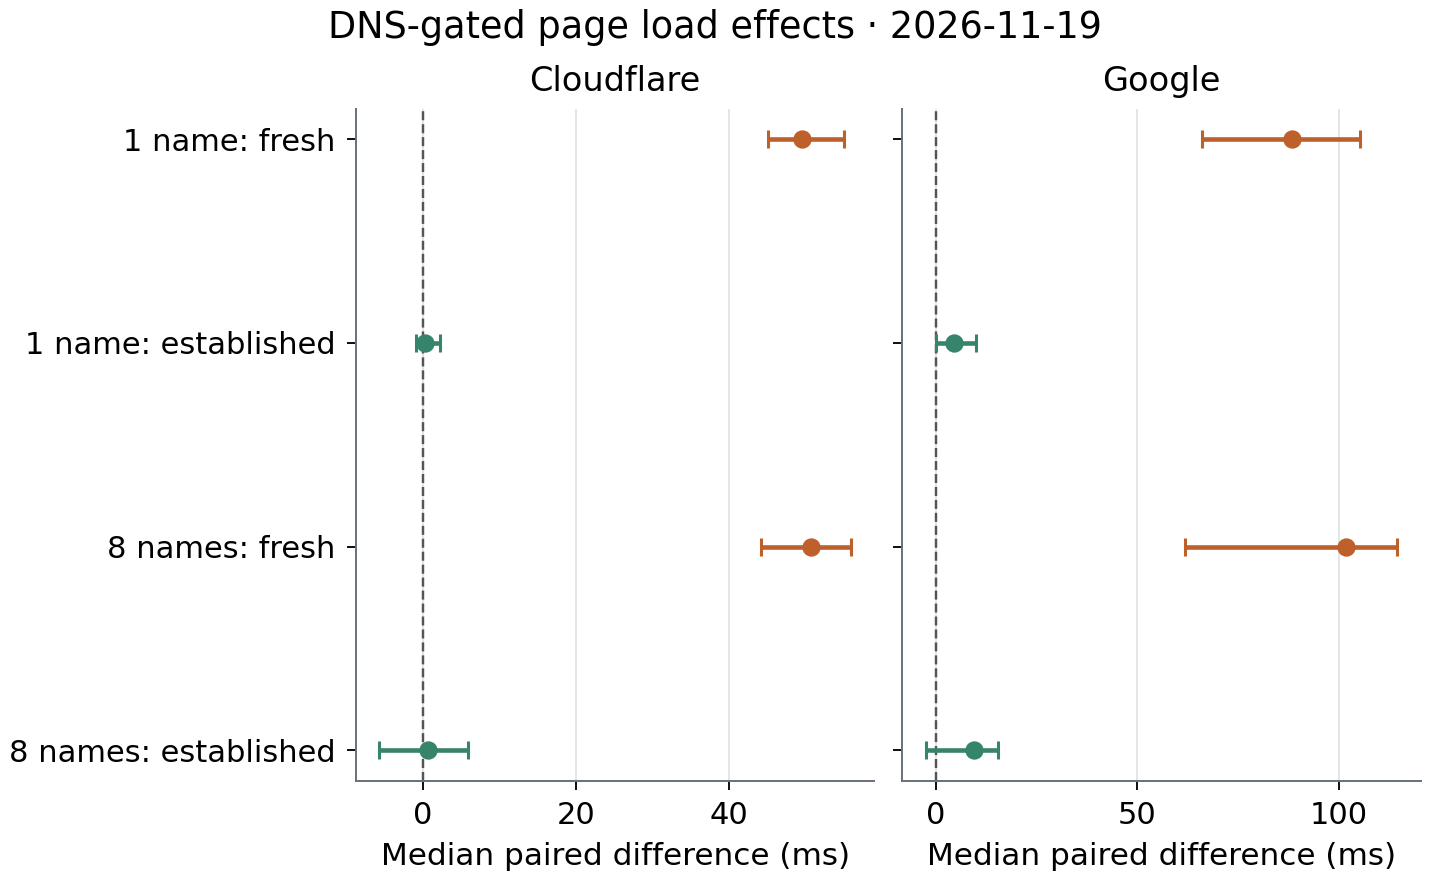 DNS-gated page load effects · 2026-11-19
Cloudflare
Google
1 name: fresh
1 name: established
8 names: fresh
8 names: established
0 20 40
0 50 100
Median paired difference (ms)
Median paired difference (ms)